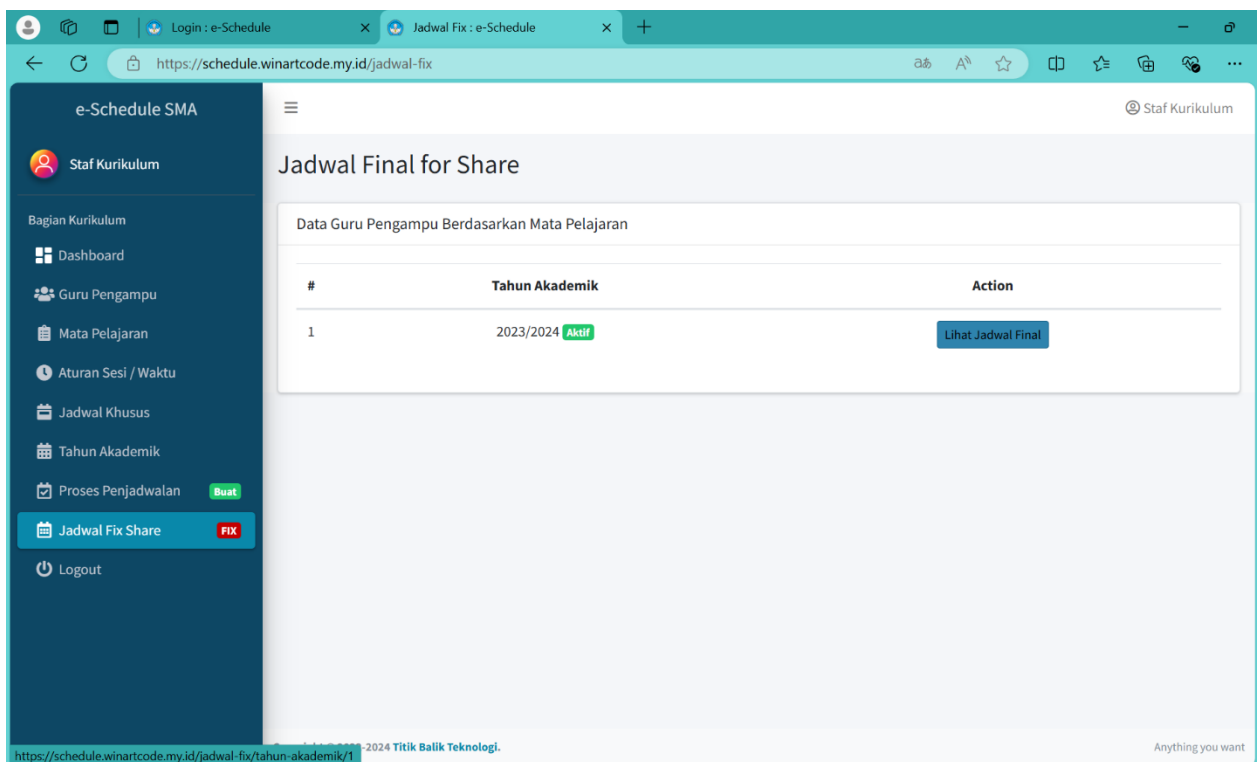 Login : e-Schedule
Jadwal Fix : e-Schedule
https://schedule.winartcode.my.id/jadwal-fix
e-Schedule SMA
Staf Kurikulum
Staf Kurikulum
Jadwal Final for Share
Bagian Kurikulum
Dashboard
Guru Pengampu
Mata Pelajaran
Aturan Sesi / Waktu
Jadwal Khusus
Tahun Akademik
Proses Penjadwalan Buat
Jadwal Fix Share FIX
Logout
Data Guru Pengampu Berdasarkan Mata Pelajaran
# Tahun Akademik Action
1 2023/2024 Aktif Lihat Jadwal Final
-2024 Titik Balik Teknologi.
Anything you want
https://schedule.winartcode.my.id/jadwal-fix/tahun-akademik/1